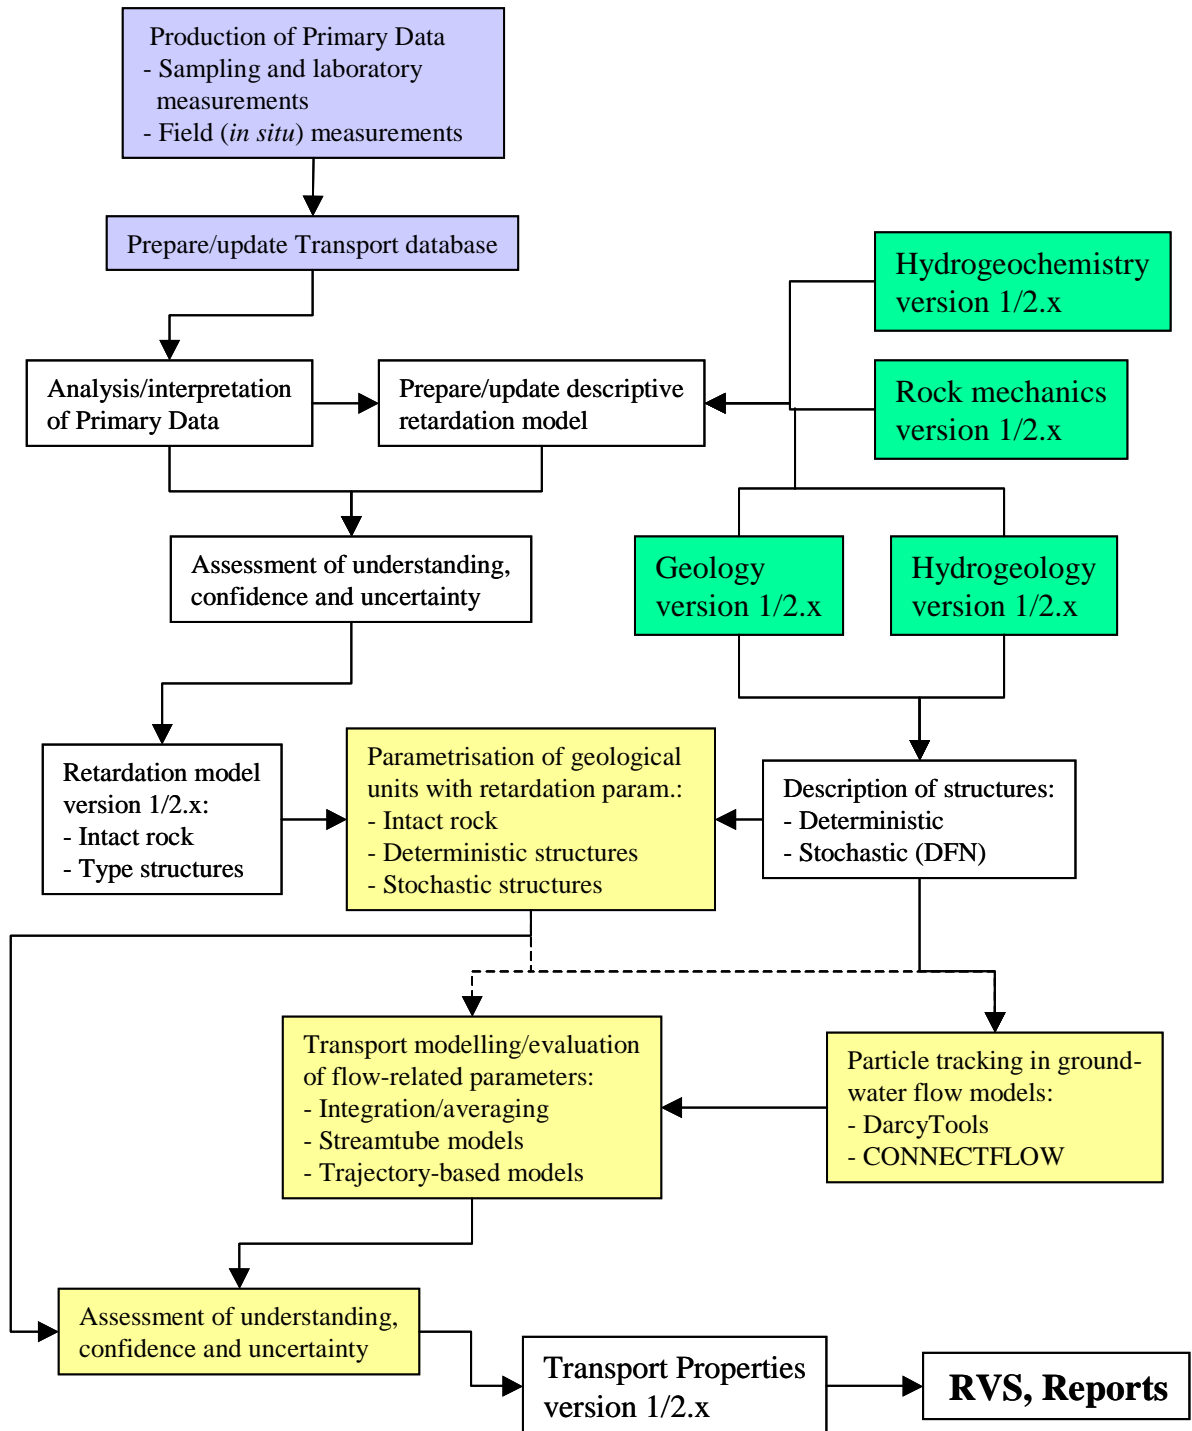 Production of Primary Data
- Sampling and laboratory
measurements
- Field (in situ) measurements
Prepare/update Transport database
Hydrogeochemistry
version 1/2.x
Analysis/interpretation
of Primary Data
Prepare/update descriptive
retardation model
Rock mechanics
version 1/2.x
Assessment of understanding,
confidence and uncertainty
Geology
version 1/2.x
Hydrogeology
version 1/2.x
Retardation model
version 1/2.x:
- Intact rock
- Type structures
Parametrisation of geological
units with retardation param.:
- Intact rock
- Deterministic structures
- Stochastic structures
Description of structures:
- Deterministic
- Stochastic (DFN)
Transport modelling/evaluation
of flow-related parameters:
- Integration/averaging
- Streamtube models
- Trajectory-based models
Particle tracking in ground-
water flow models:
- DarcyTools
- CONNECTFLOW
Assessment of understanding,
confidence and uncertainty
Transport Properties
version 1/2.x
RVS, Reports